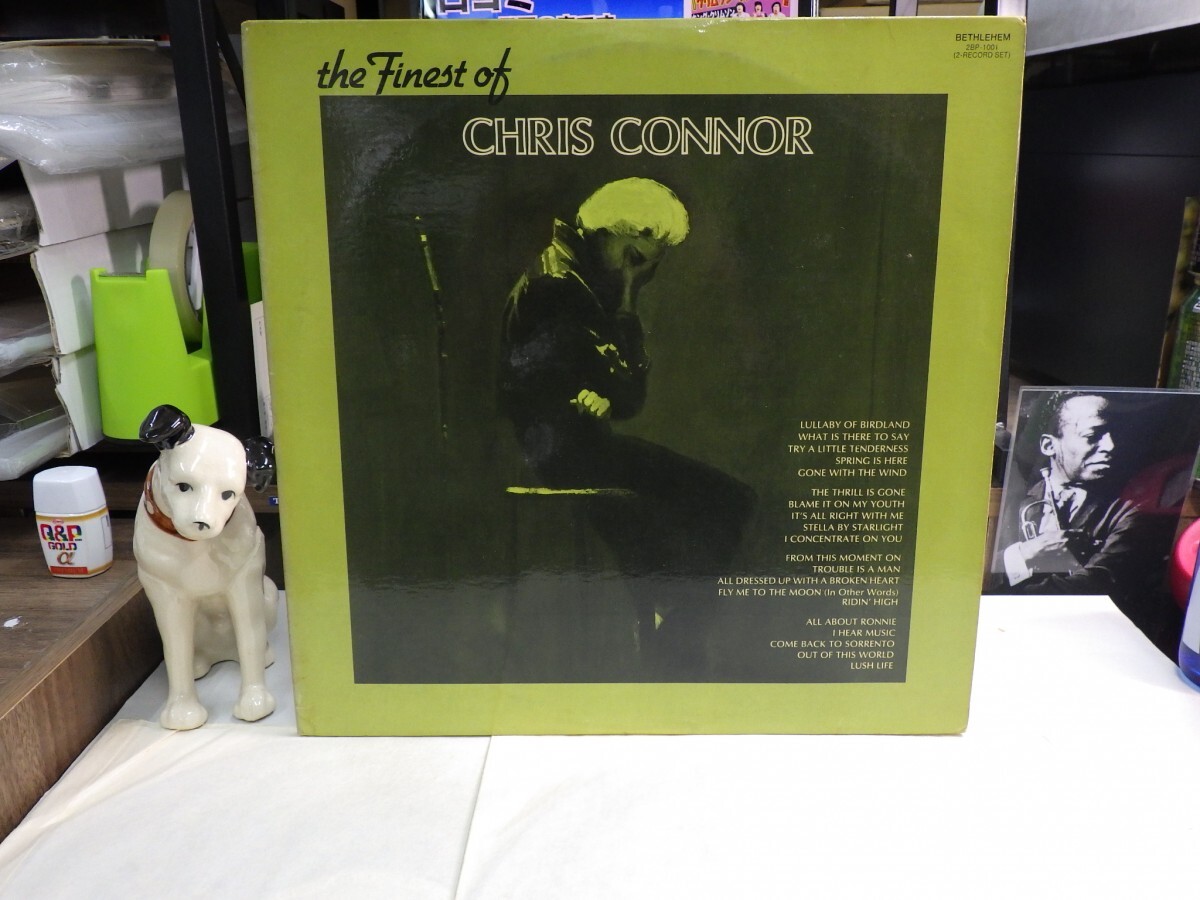 the Finest of
BETHLEHEM
2BP-1001
(2-RECORD SET)
CHRIS CONNOR
LULLABY OF BIRDLAND
WHAT IS THERE TO SAY
TRY A LITTLE TENDERNESS
SPRING IS HERE
GONE WITH THE WIND
THE THRILL IS GONE
BLAME IT ON MY YOUTH
IT'S ALL RIGHT WITH ME
STELLA BY STARLIGHT
I CONCENTRATE ON YOU
FROM THIS MOMENT ON
TROUBLE IS A MAN
ALL DRESSED UP WITH A BROKEN HEART
FLY ME TO THE MOON (In Other Words)
RIDIN' HIGH
ALL ABOUT RONNIE
I HEAR MUSIC
COME BACK TO SORRENTO
OUT OF THIS WORLD
LUSH LIFE
Q&P
GOLD
α